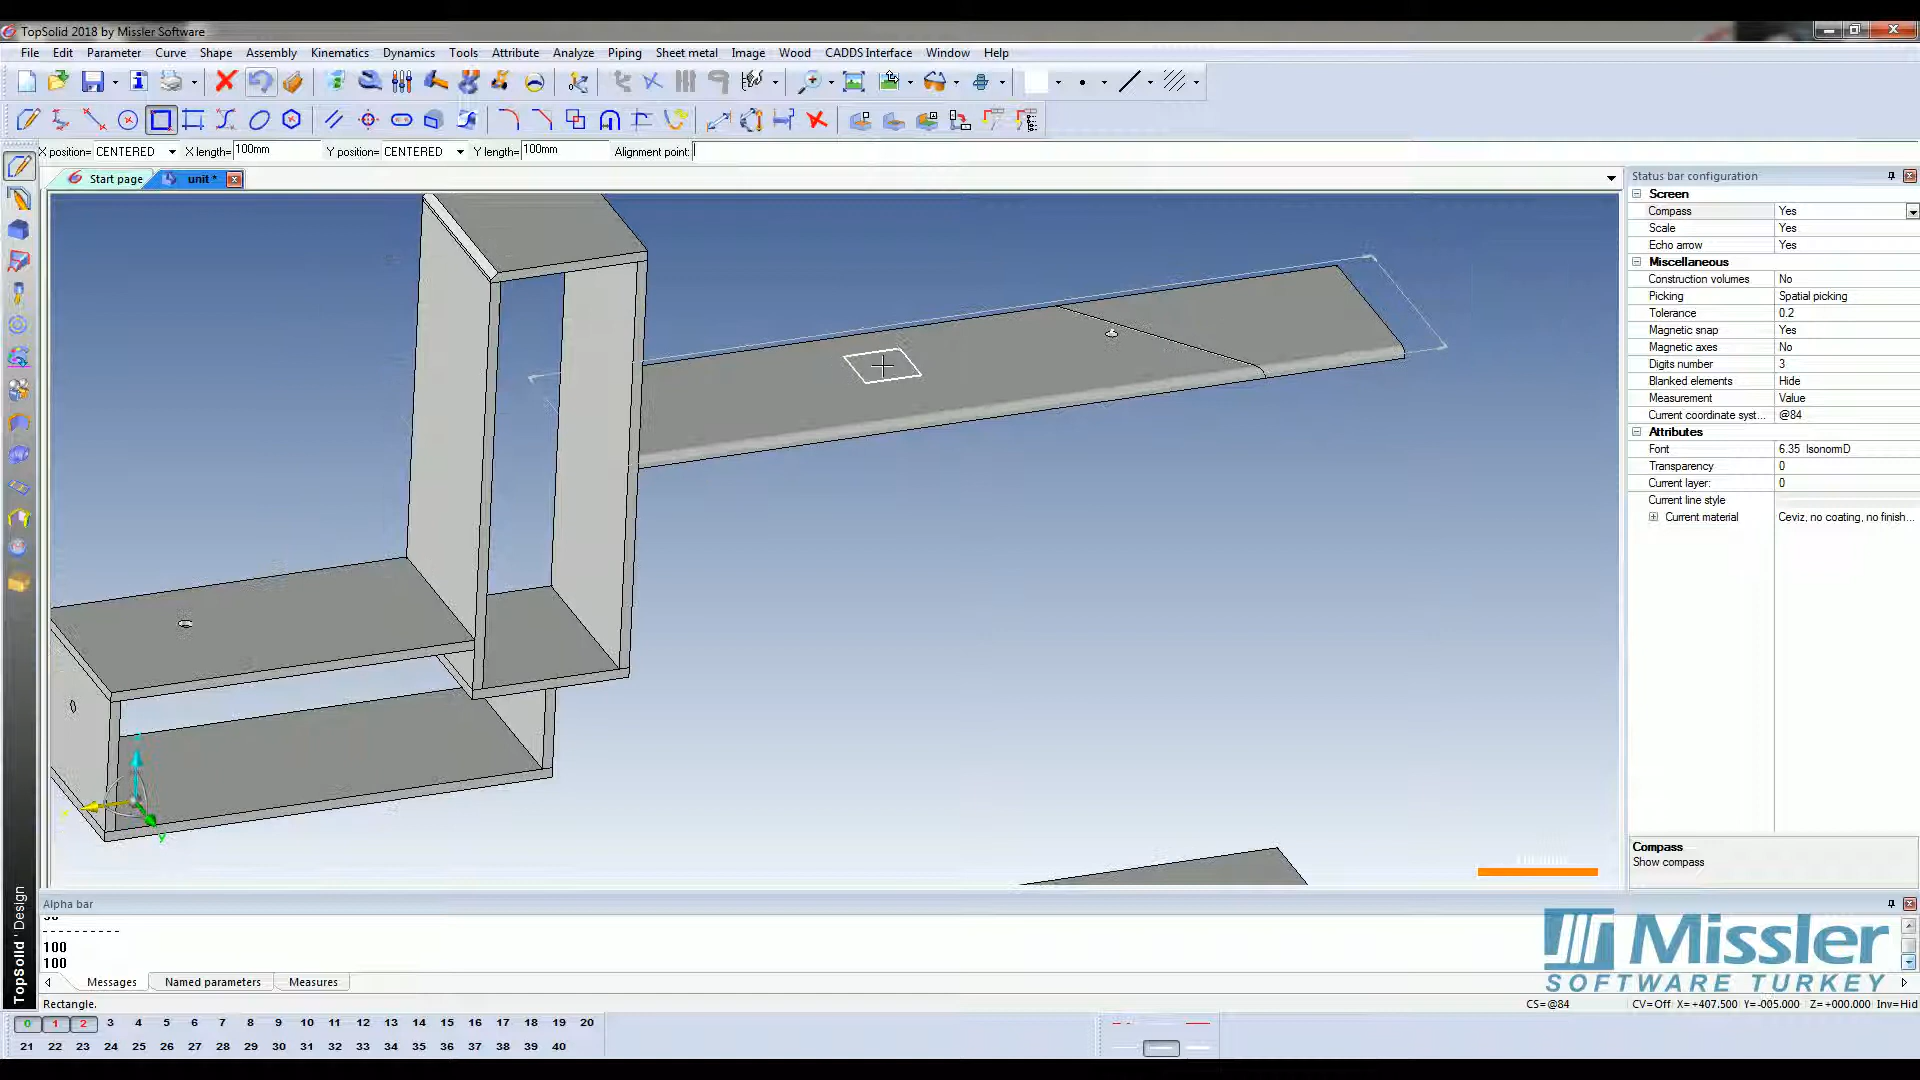 TopSolid 2018 by Missler Software
File Edit Parameter Curve Shape Assembly Kinematics Dynamics Tools Attribute Analyze Piping Sheet metal Image Wood CADDS Interface Window Help
X position= CENTERED X length= 100mm Y position= CENTERED Y length= 100mm Alignment point:
Start page unit *
Status bar configuration
Screen
Compass Yes
Scale Yes
Echo arrow Yes
Miscellaneous
Construction volumes No
Picking Spatial picking
Tolerance 0.2
Magnetic snap Yes
Magnetic axes No
Digits number 3
Blanked elements Hide
Measurement Value
Current coordinate syst... @84
Attributes
Font 6.35 IsonormD
Transparency 0
Current layer: 0
Current line style
Current material Ceviz, no coating, no finish...
Compass
Show compass
TopSolid'Design
Alpha bar
----------
100
100
Messages Named parameters Measures
Missler
SOFTWARE TURKEY
Rectangle.
CS=@84 CV=Off X= +407.500 Y=-005.000 Z= +000.000 Inv=Hid
0 1 2 3 4 5 6 7 8 9 10 11 12 13 14 15 16 17 18 19 20
21 22 23 24 25 26 27 28 29 30 31 32 33 34 35 36 37 38 39 40